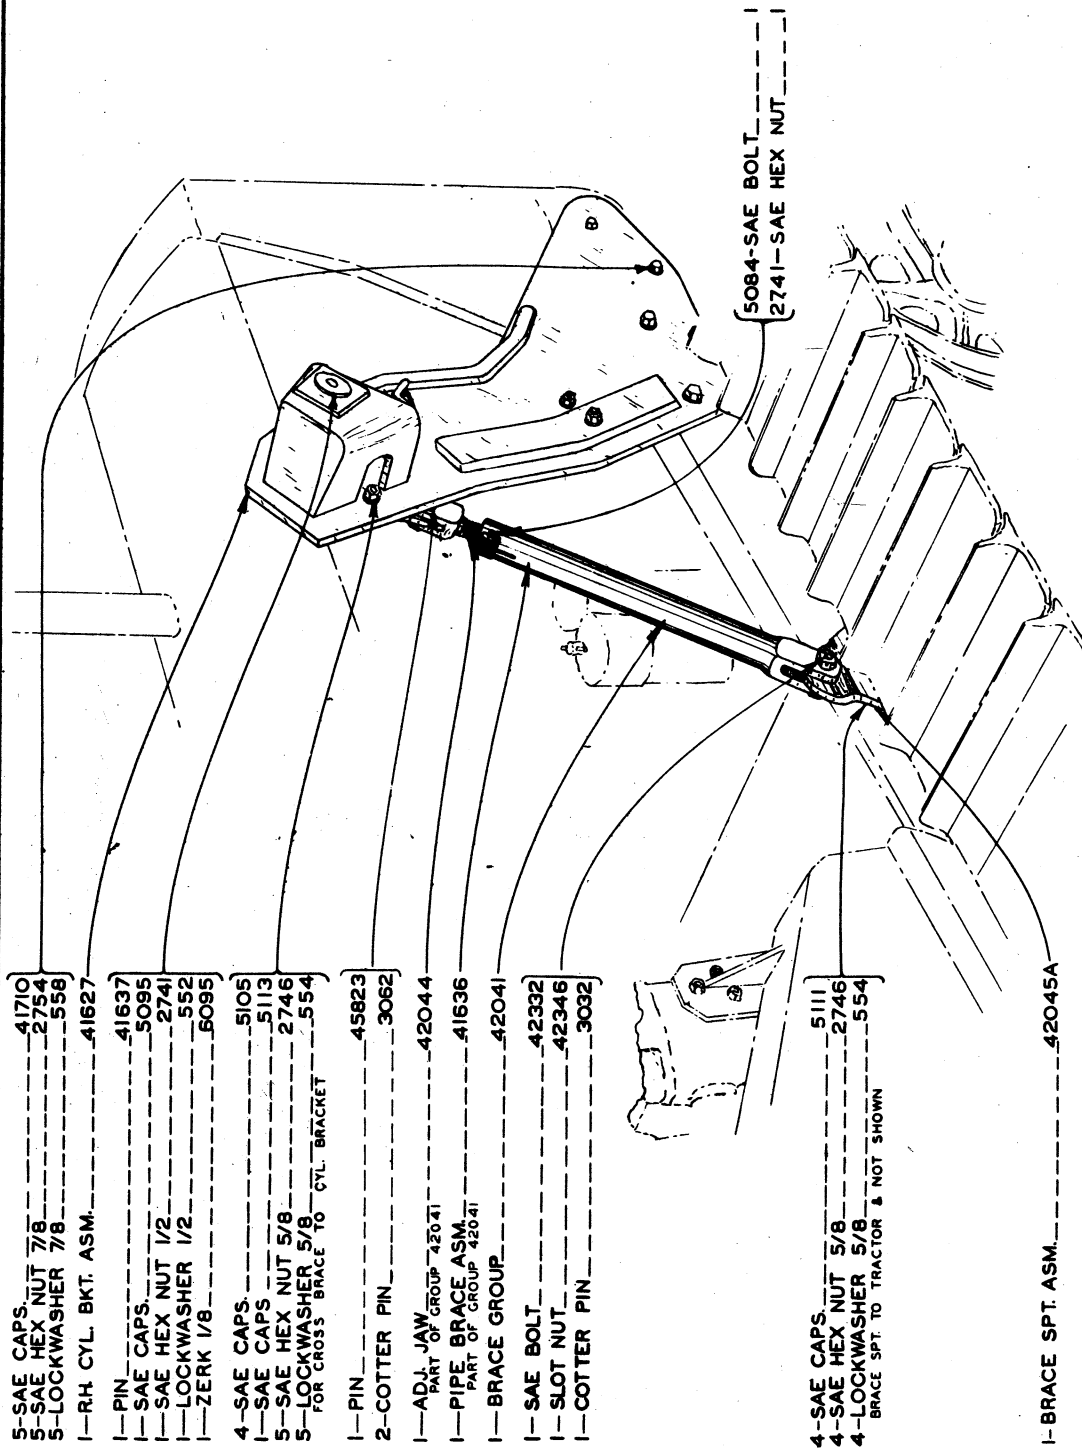 5-SAE CAPS. 41710
5-SAE HEX NUT 7/8 2754
5-LOCKWASHER 7/8 558
1-R.H. CYL. BKT. ASM. 41627
1-PIN 41637
1-SAE CAPS. 5095
1-SAE HEX NUT 1/2 2741
1-LOCKWASHER 1/2 552
1-ZERK 1/8 6095
4-SAE CAPS. 5105
1-SAE CAPS 5113
5-SAE HEX NUT 5/8 2746
5-LOCKWASHER 5/8 554
FOR CROSS BRACE TO CYL. BRACKET
1-PIN 45823
2-COTTER PIN 3062
1-ADJ. JAW 42044
PART OF GROUP 42041
1-PIPE BRACE ASM. 41636
PART OF GROUP 42041
1-BRACE GROUP 42041
1-SAE BOLT 42332
1-SLOT NUT 42346
1-COTTER PIN 3032
5084-SAE BOLT 1
2741-SAE HEX NUT 1
4-SAE CAPS. 5111
4-SAE HEX NUT 5/8 2746
4-LOCKWASHER 5/8 554
BRACE SPT. TO TRACTOR & NOT SHOWN
1-BRACE SPT. ASM. 42045A